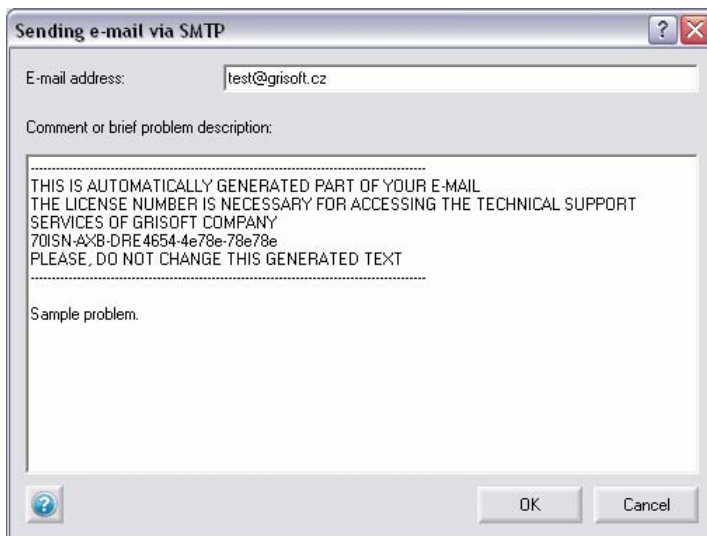 Sending e-mail via SMTP
E-mail address:
test@grisoft.cz
Comment or brief problem description:
--------------------------------------------------------------------------------
THIS IS AUTOMATICALLY GENERATED PART OF YOUR E-MAIL
THE LICENSE NUMBER IS NECESSARY FOR ACCESSING THE TECHNICAL SUPPORT
SERVICES OF GRISOFT COMPANY
70ISN-AXB-DRE4654-4e78e-78e78e
PLEASE, DO NOT CHANGE THIS GENERATED TEXT
--------------------------------------------------------------------------------
Sample problem.
OK
Cancel